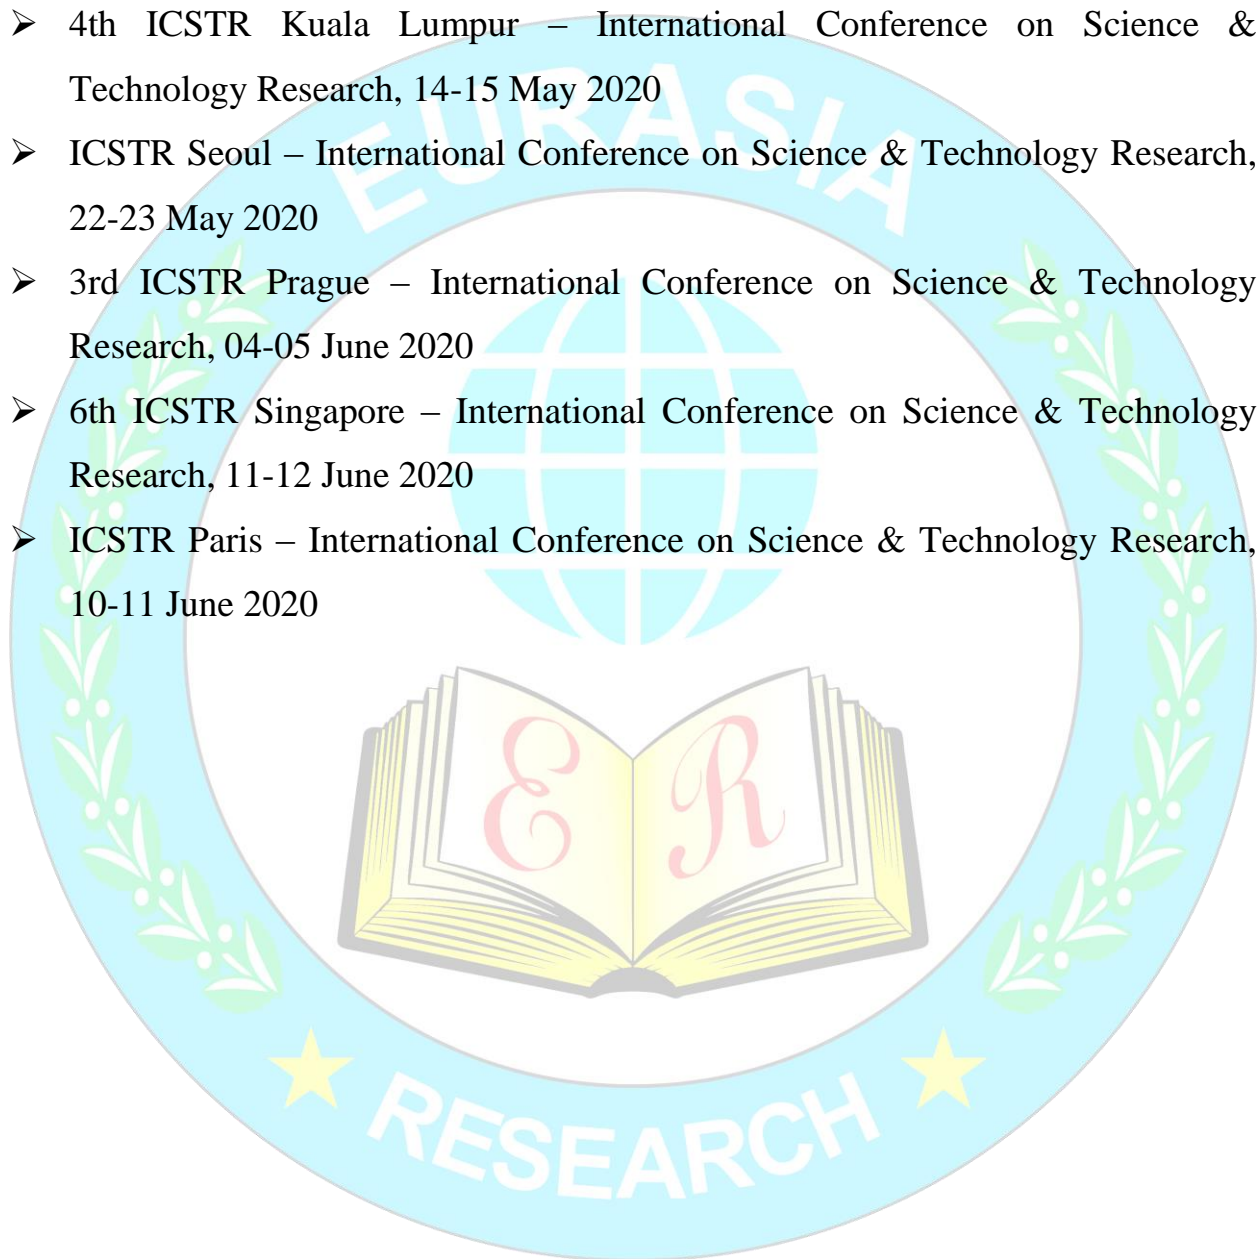 ➢ 4th ICSTR Kuala Lumpur – International Conference on Science &
Technology Research, 14-15 May 2020
➢ ICSTR Seoul – International Conference on Science & Technology Research,
22-23 May 2020
➢ 3rd ICSTR Prague – International Conference on Science & Technology
Research, 04-05 June 2020
➢ 6th ICSTR Singapore – International Conference on Science & Technology
Research, 11-12 June 2020
➢ ICSTR Paris – International Conference on Science & Technology Research,
10-11 June 2020
EURASIA
E R
RESEARCH